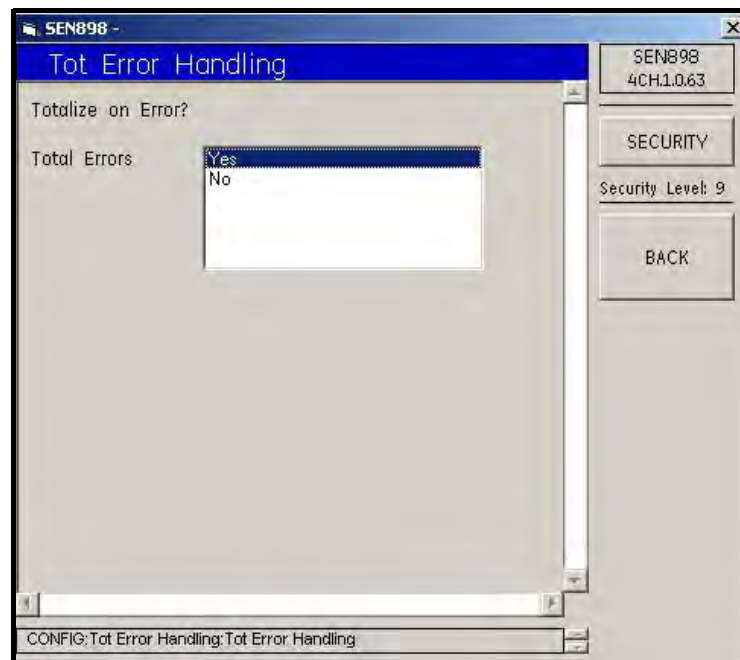 SEN898 -
Tot Error Handling
Totalize on Error?
Total Errors
Yes
No
SEN898
4CH.1.0.63
SECURITY
Security Level: 9
BACK
CONFIG:Tot Error Handling:Tot Error Handling